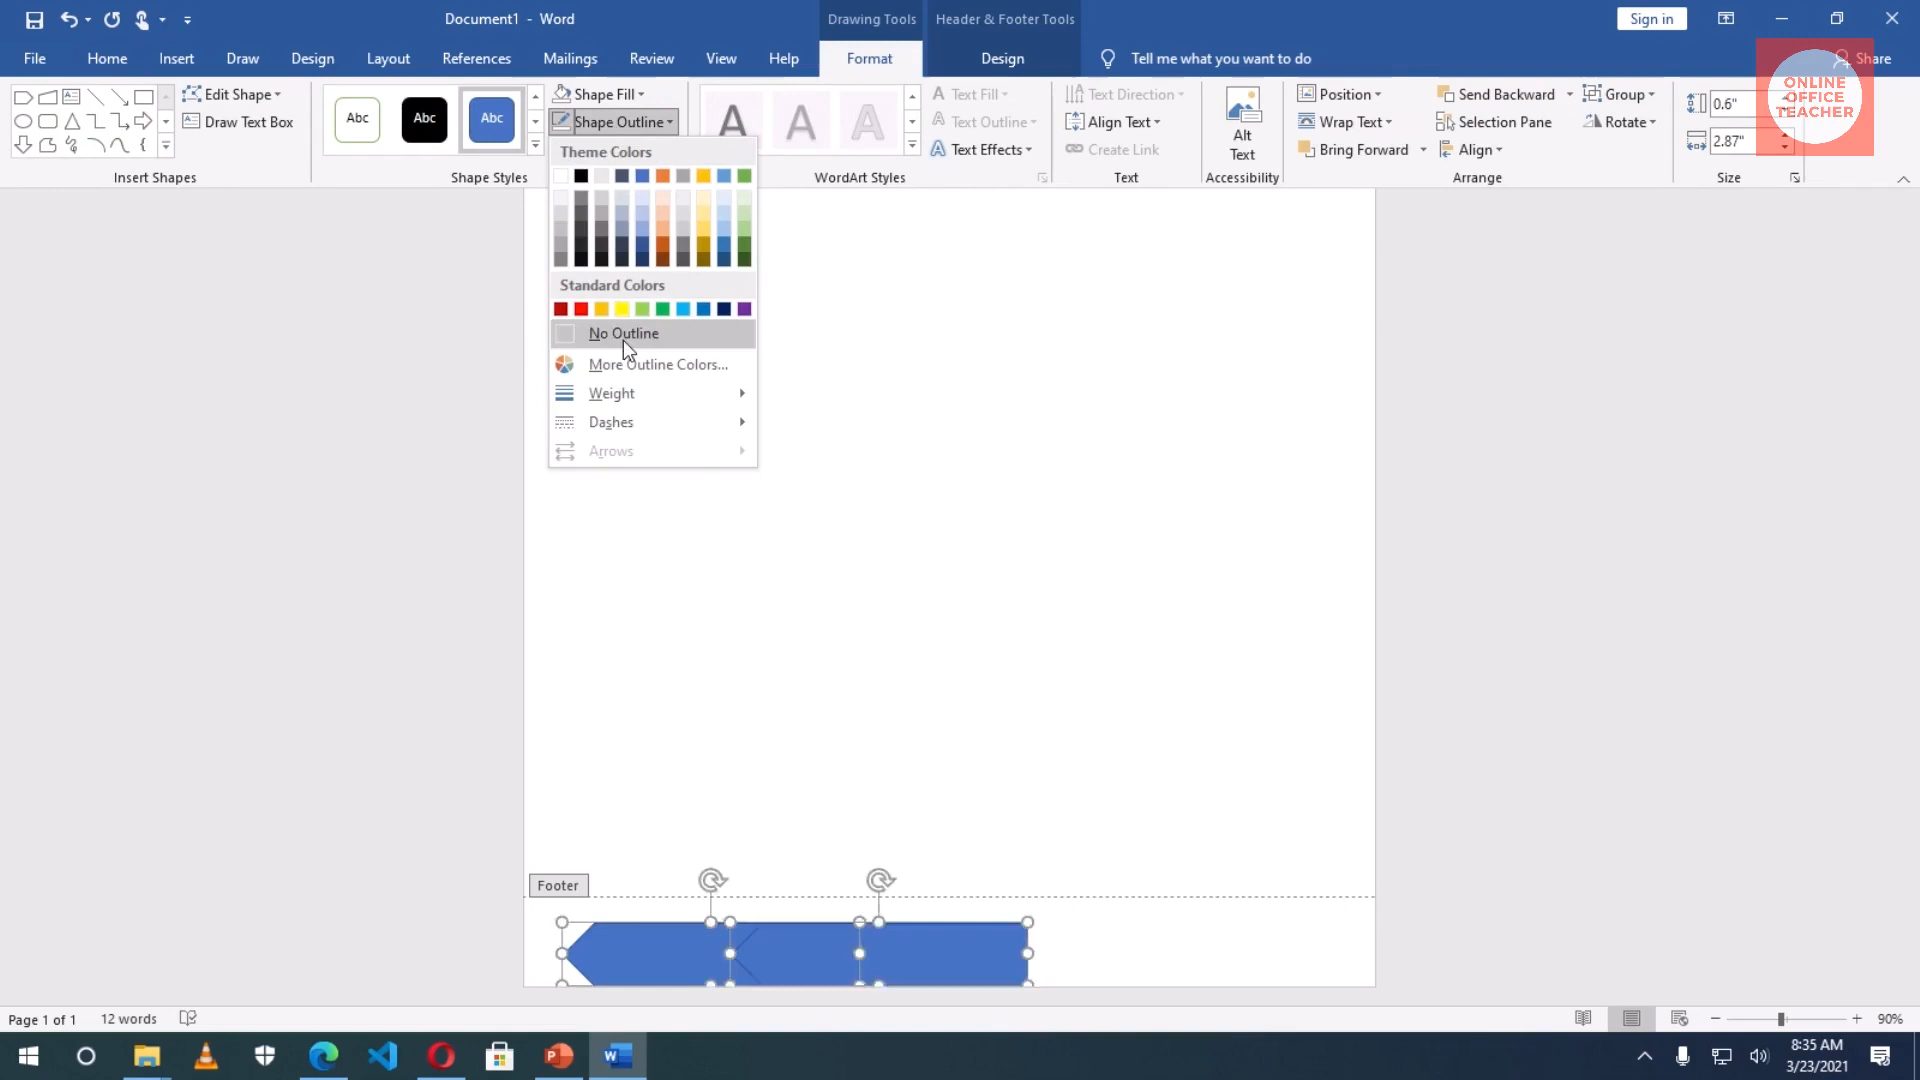 Document1 - Word
Drawing Tools
Header & Footer Tools
Sign in
File
Home
Insert
Draw
Design
Layout
References
Mailings
Review
View
Help
Format
Design
Tell me what you want to do
Share
ONLINE
OFFICE
TEACHER
Edit Shape
Draw Text Box
Insert Shapes
Abc
Abc
Abc
Shape Styles
Shape Fill
Shape Outline
A
A
A
WordArt Styles
A Text Fill
A Text Outline
A Text Effects
Text Direction
Align Text
Create Link
Text
Alt
Text
Accessibility
Position
Wrap Text
Bring Forward
Send Backward
Selection Pane
Align
Group
Rotate
Arrange
0.6"
2.87"
Size
Theme Colors
Standard Colors
No Outline
More Outline Colors...
Weight
Dashes
Arrows
Footer
Page 1 of 1
12 words
90%
8:35 AM
3/23/2021